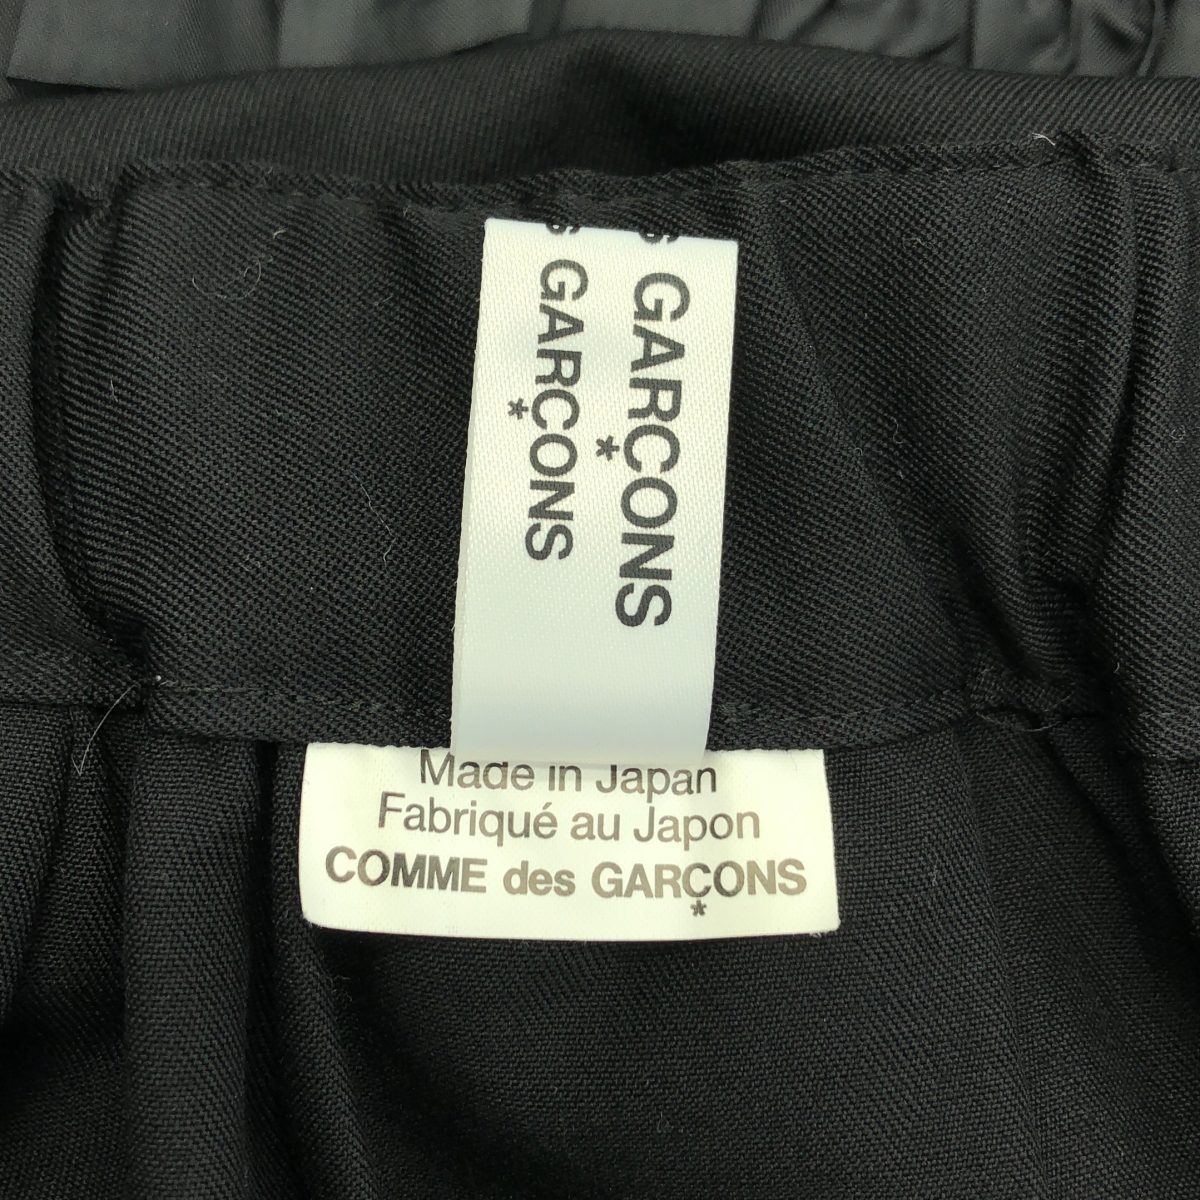 GARÇONS
*
GARÇONS
*
Made in Japan
Fabriqué au Japon
COMME des GARÇONS
*